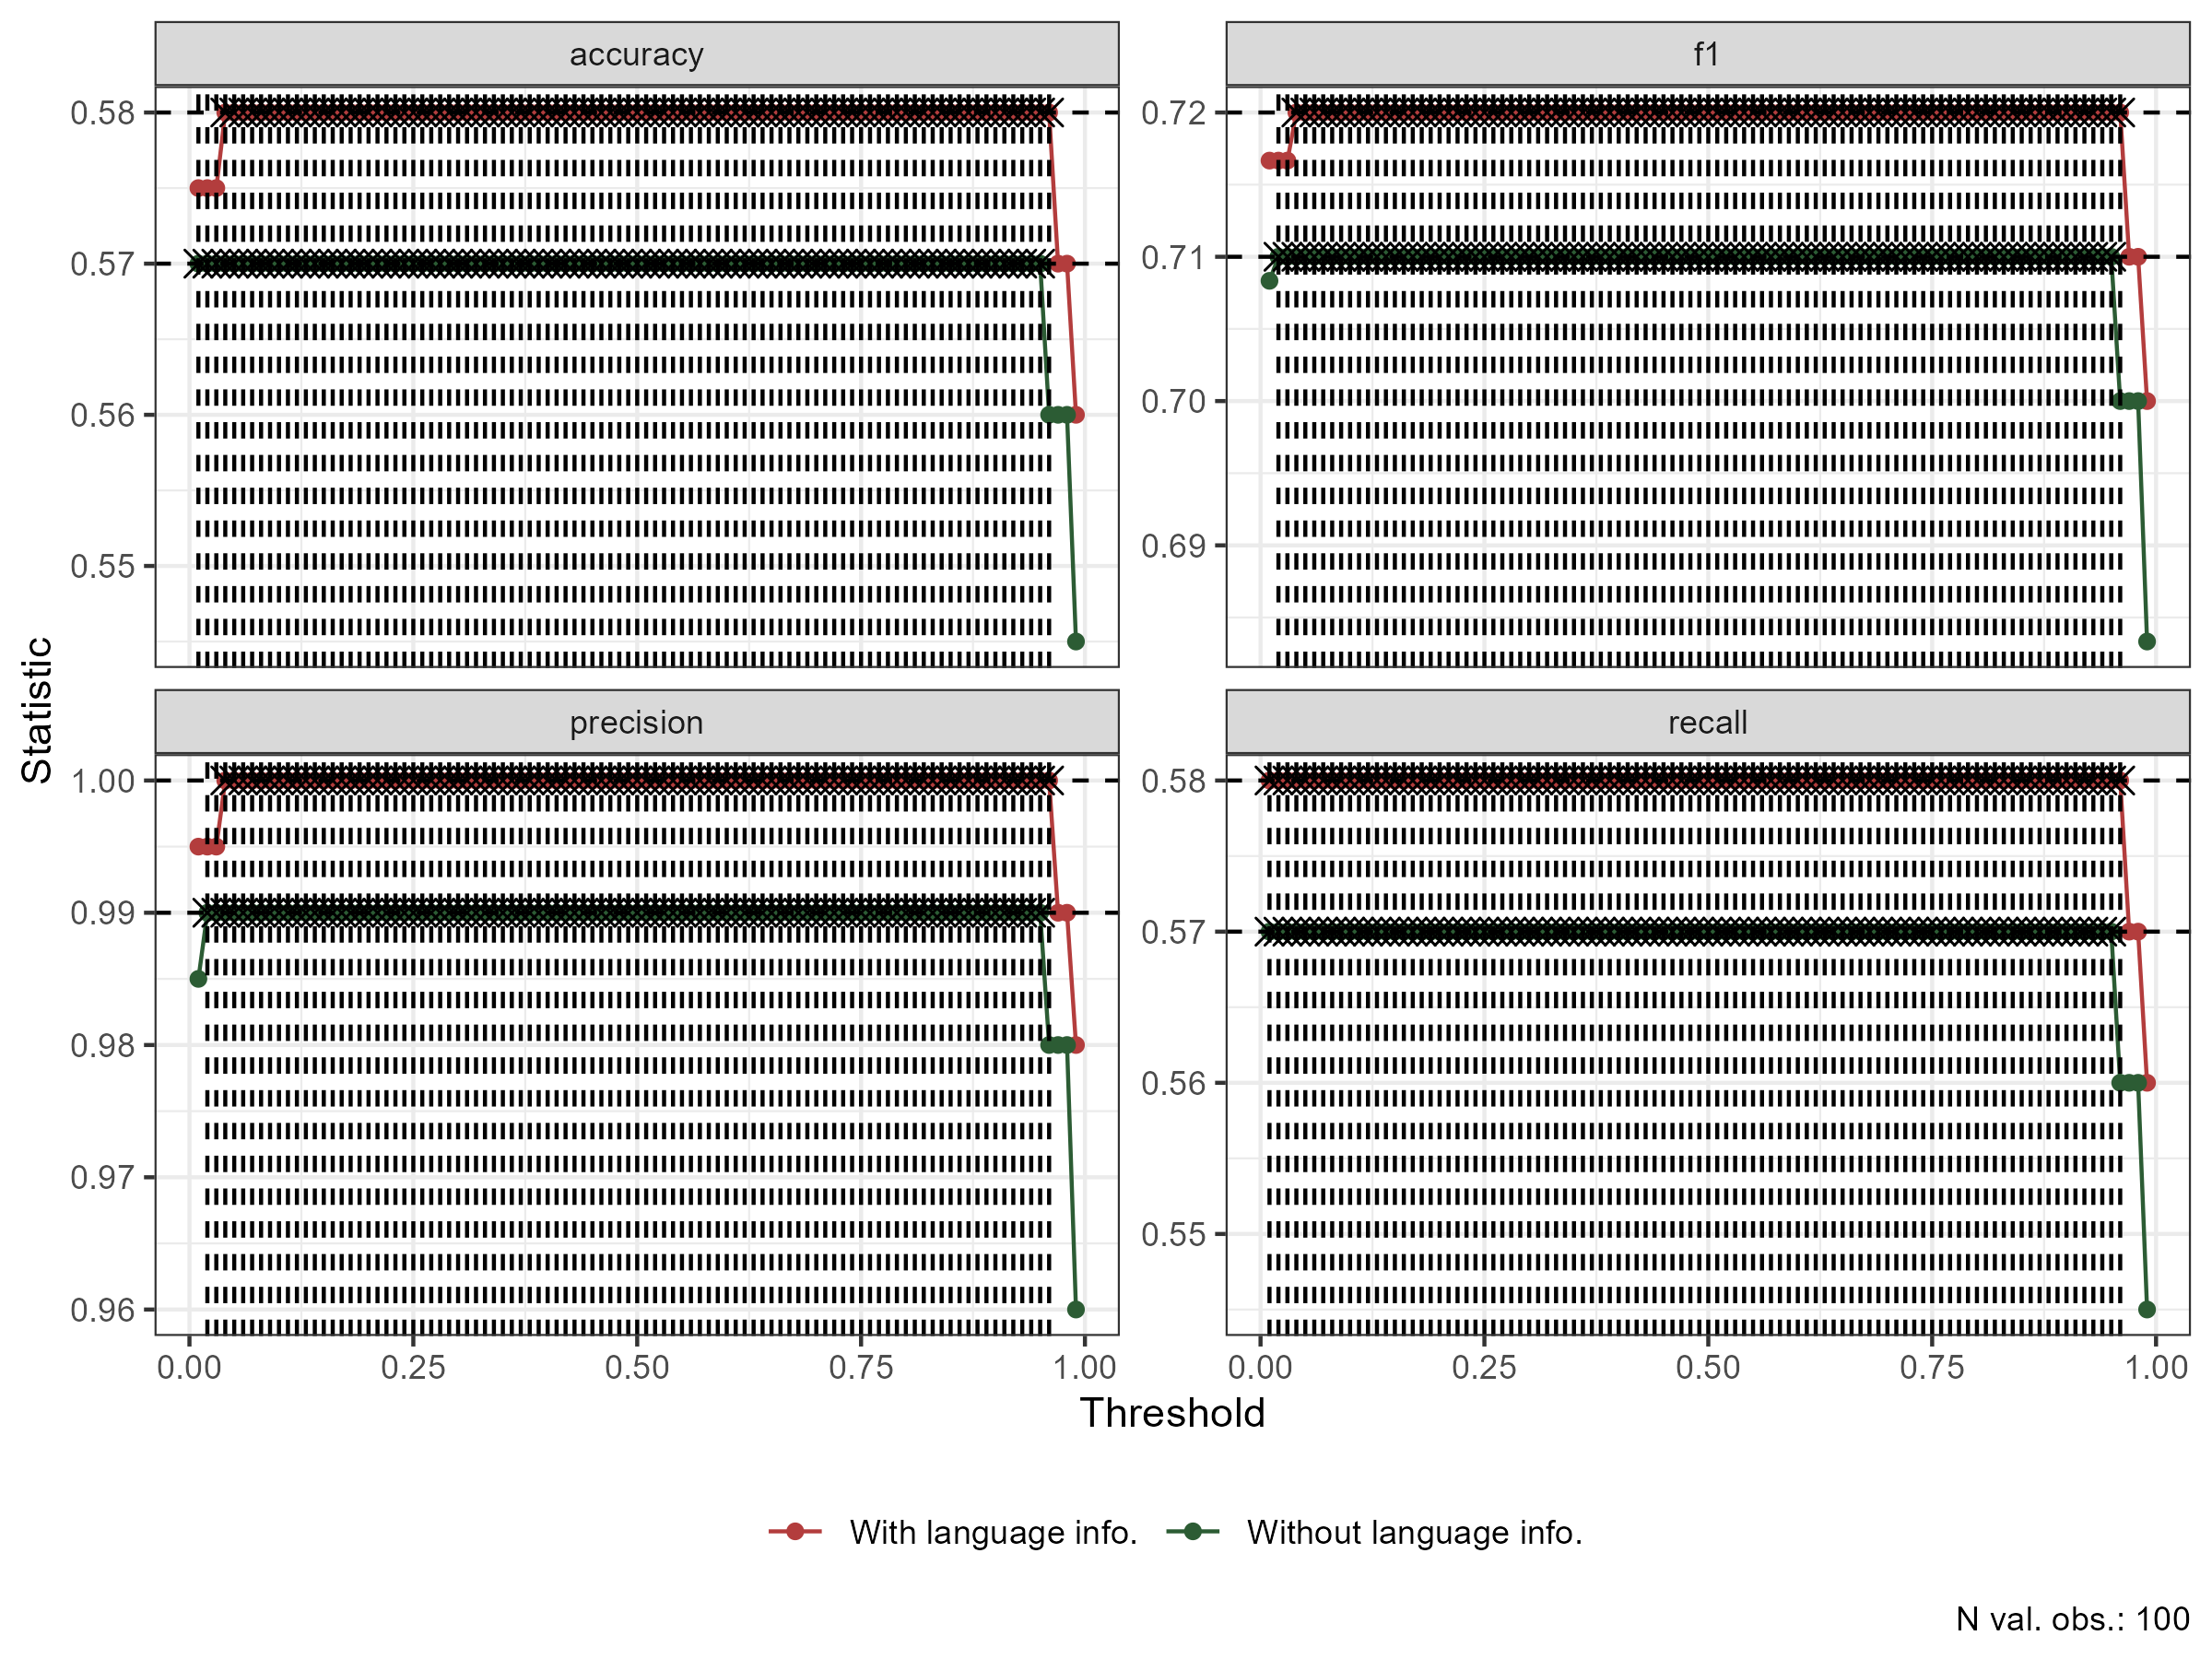 accuracy
f1
0.58
0.57
0.56
0.55
0.72
0.71
0.70
0.69
Statistic
precision
recall
1.00
0.99
0.98
0.97
0.96
0.58
0.57
0.56
0.55
0.00 0.25 0.50 0.75 1.00
0.00 0.25 0.50 0.75 1.00
Threshold
With language info.
Without language info.
N val. obs.: 100